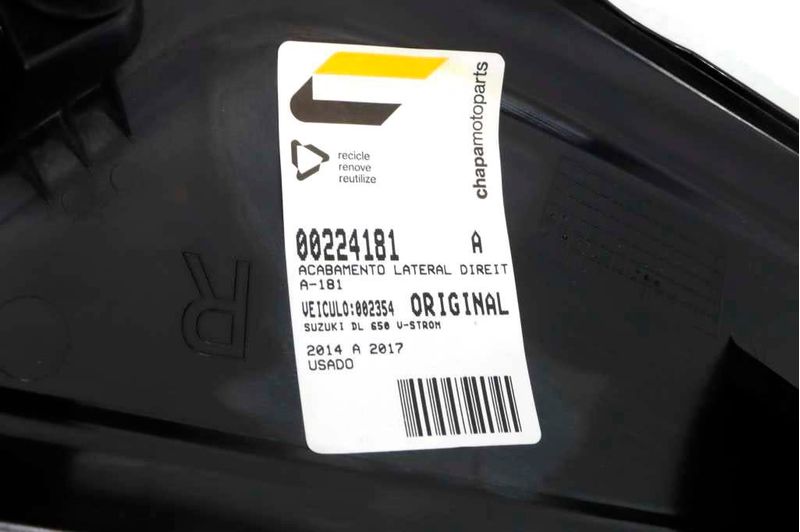 recicle
renove
reutilize
chapamotoparts
00224181 A
ACABAMENTO LATERAL DIREIT
A-181
VEICULO:002354 ORIGINAL
SUZUKI DL 650 V-STROM
2014 A 2017
USADO
R